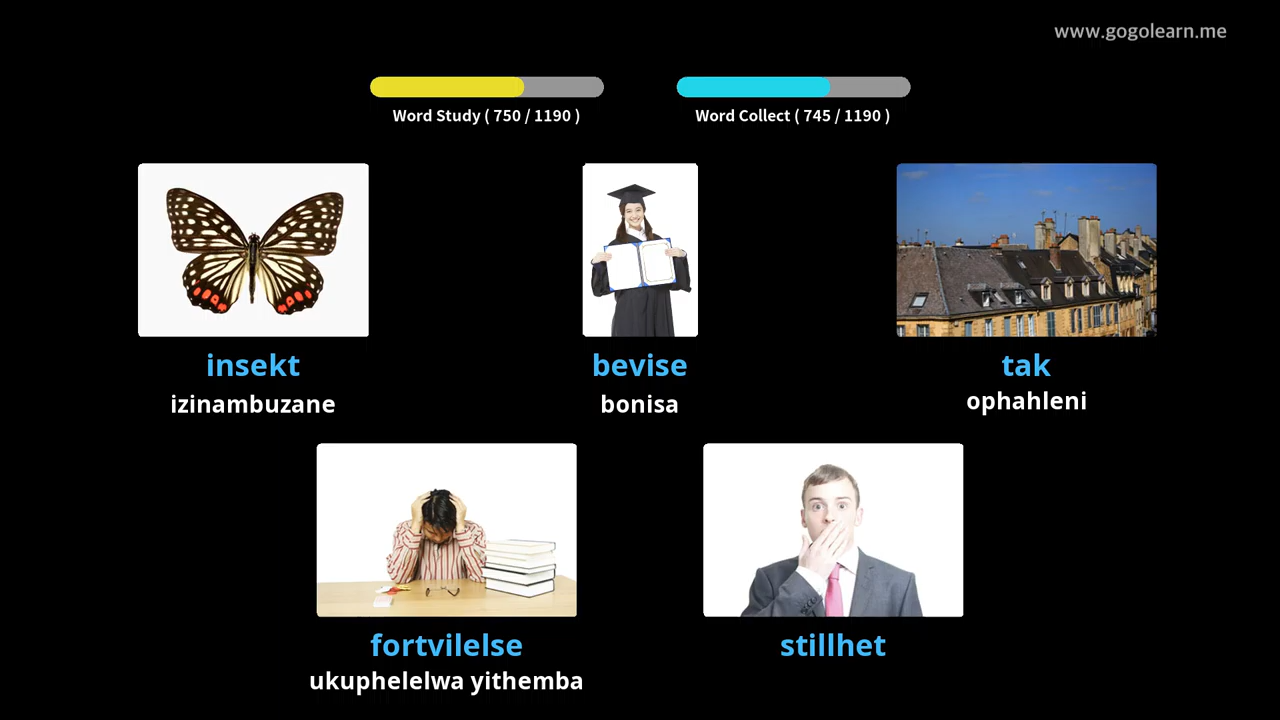 www.gogolearn.me
Word Study ( 750 / 1190 )
Word Collect ( 745 / 1190 )
insekt
izinambuzane
bevise
bonisa
tak
ophahleni
fortvilelse
ukuphelelwa yithemba
stillhet